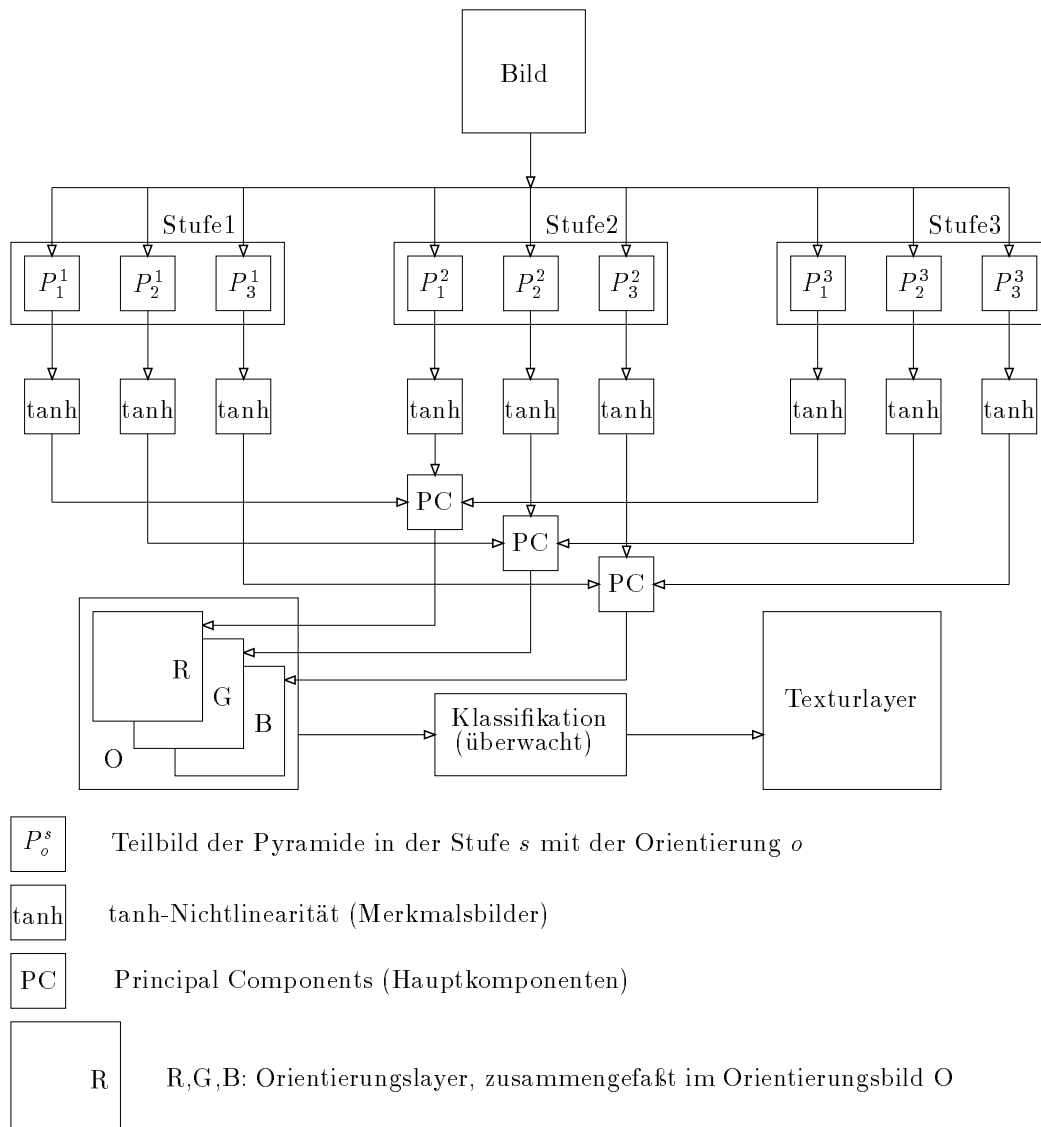 Bild
Stufe1 Stufe2 Stufe3
P_1^1 P_2^1 P_3^1 P_1^2 P_2^2 P_3^2 P_1^3 P_2^3 P_3^3
tanh tanh tanh tanh tanh tanh tanh tanh tanh
PC
PC
PC
R
G
B
O
Klassifikation
(überwacht)
Texturlayer
P_o^s Teilbild der Pyramide in der Stufe s mit der Orientierung o
tanh tanh-Nichtlinearität (Merkmalsbilder)
PC Principal Components (Hauptkomponenten)
R R,G,B: Orientierungslayer, zusammengefaßt im Orientierungsbild O